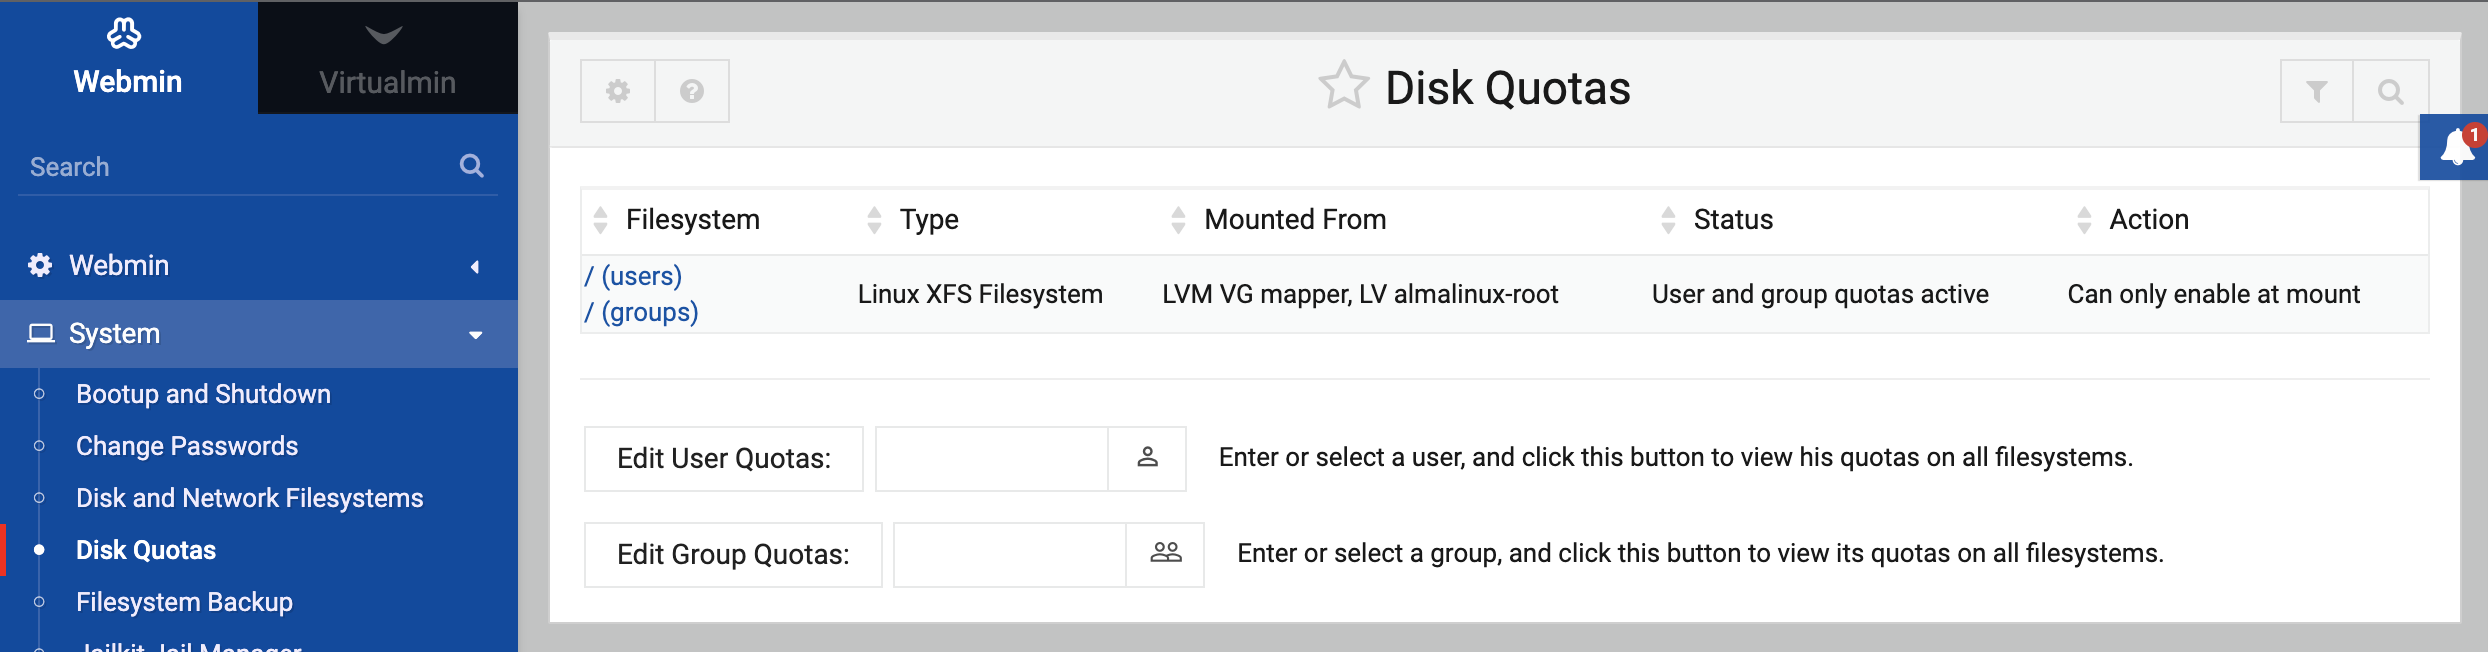 Webmin
Virtualmin
Search
Webmin
System
Bootup and Shutdown
Change Passwords
Disk and Network Filesystems
Disk Quotas
Filesystem Backup
Jailkit Jail Manager
Disk Quotas
1
Filesystem Type Mounted From Status Action
/ (users)
/ (groups)
Linux XFS Filesystem LVM VG mapper, LV almalinux-root User and group quotas active Can only enable at mount
Edit User Quotas: Enter or select a user, and click this button to view his quotas on all filesystems.
Edit Group Quotas: Enter or select a group, and click this button to view its quotas on all filesystems.